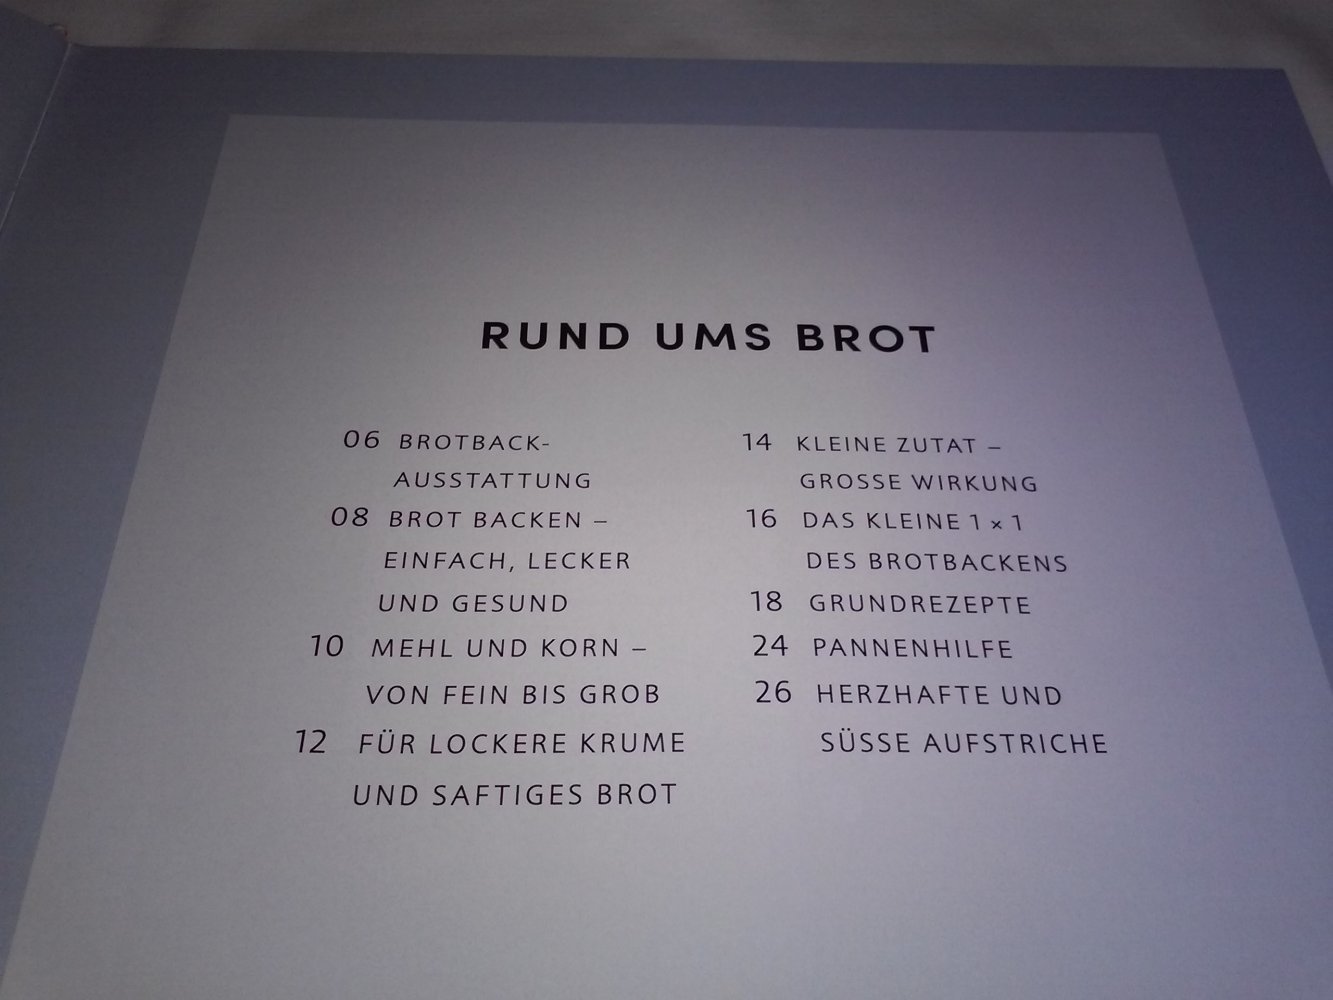 RUND UMS BROT
06 BROTBACK-
AUSSTATTUNG
08 BROT BACKEN –
EINFACH, LECKER
UND GESUND
10 MEHL UND KORN –
VON FEIN BIS GROB
12 FÜR LOCKERE KRUME
UND SAFTIGES BROT
14 KLEINE ZUTAT –
GROSSE WIRKUNG
16 DAS KLEINE 1 × 1
DES BROTBACKENS
18 GRUNDREZEPTE
24 PANNENHILFE
26 HERZHAFTE UND
SÜSSE AUFSTRICHE